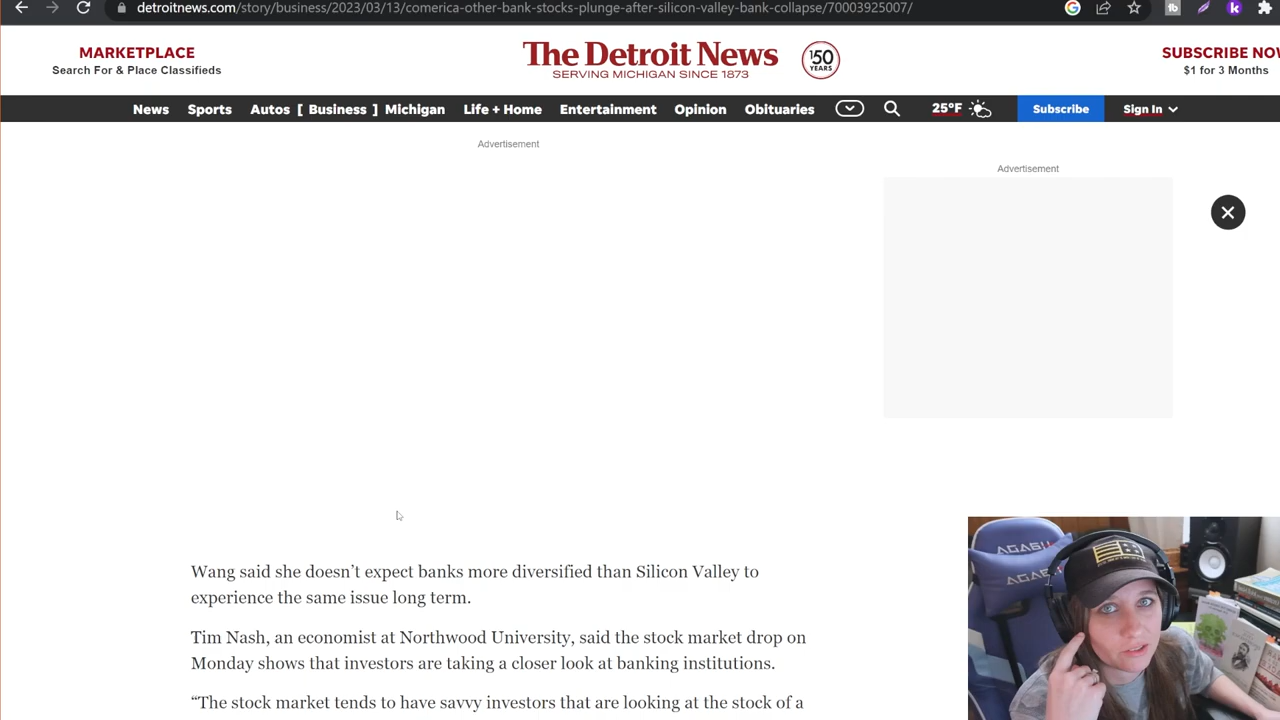 detroitnews.com/story/business/2023/03/13/comerica-other-bank-stocks-plunge-after-silicon-valley-bank-collapse/70003925007/
MARKETPLACE
Search For & Place Classifieds
The Detroit News
SERVING MICHIGAN SINCE 1873
150
YEARS
SUBSCRIBE NOW
$1 for 3 Months
News Sports Autos [ Business ] Michigan Life + Home Entertainment Opinion Obituaries 25°F Subscribe Sign In
Advertisement
Advertisement
Wang said she doesn’t expect banks more diversified than Silicon Valley to
experience the same issue long term.
Tim Nash, an economist at Northwood University, said the stock market drop on
Monday shows that investors are taking a closer look at banking institutions.
“The stock market tends to have savvy investors that are looking at the stock of a
AGASU
AGASU